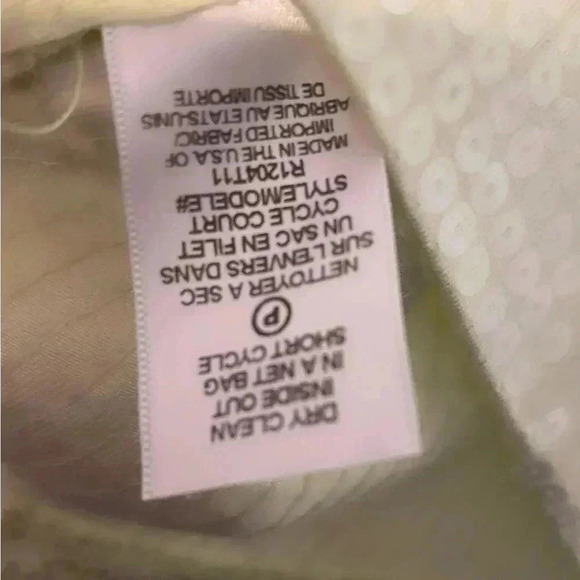 DRY CLEAN
INSIDE OUT
IN A NET BAG
SHORT CYCLE
P
NETTOYER A SEC
SUR L'ENVERS DANS
UN SAC EN FILET
CYCLE COURT
STYLE/MODELE#
R1204T11
MADE IN THE U.S.A. OF
IMPORTED FABRIC/
ABRIQUE AU ETATS-UNIS
DE TISSU IMPORTE